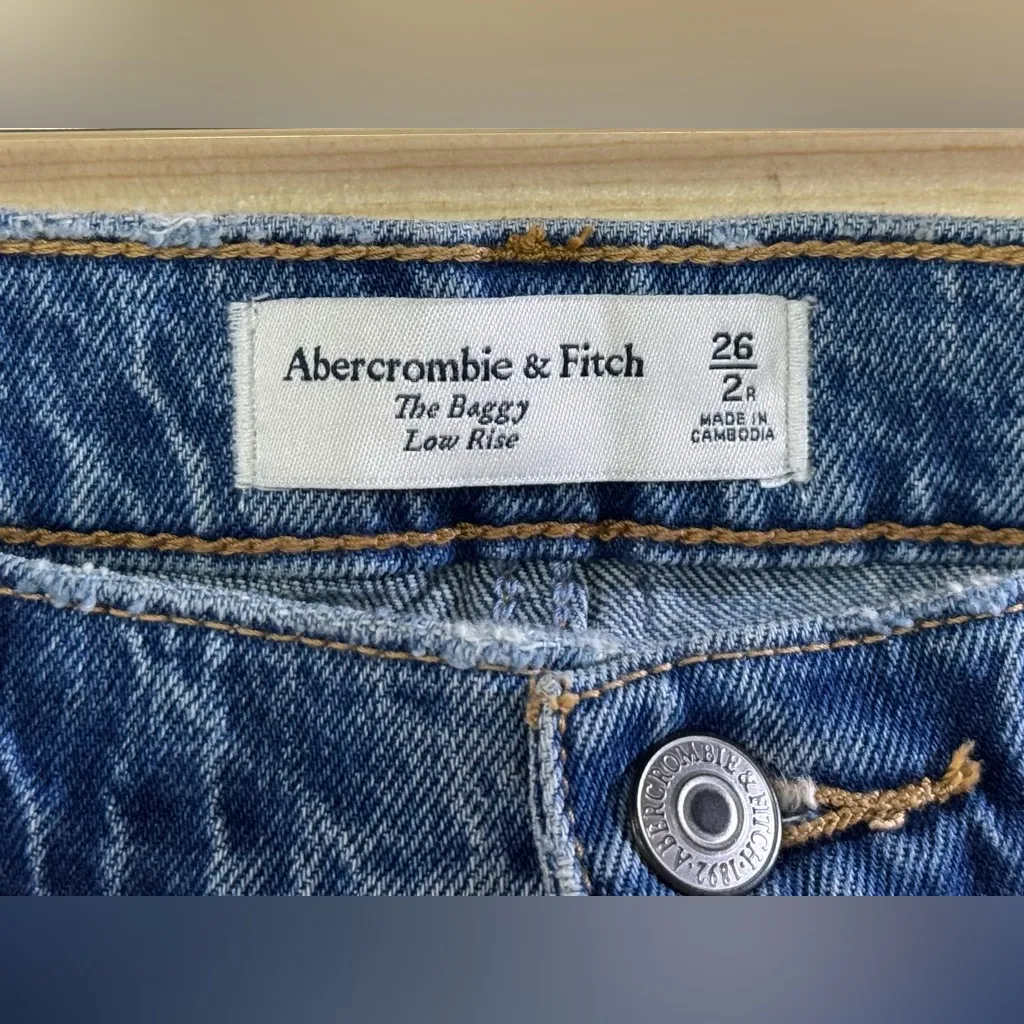 Abercrombie & Fitch
The Baggy
Low Rise
26
2R
MADE IN
CAMBODIA
ABERCROMBIE & FITCH · 1892 ·